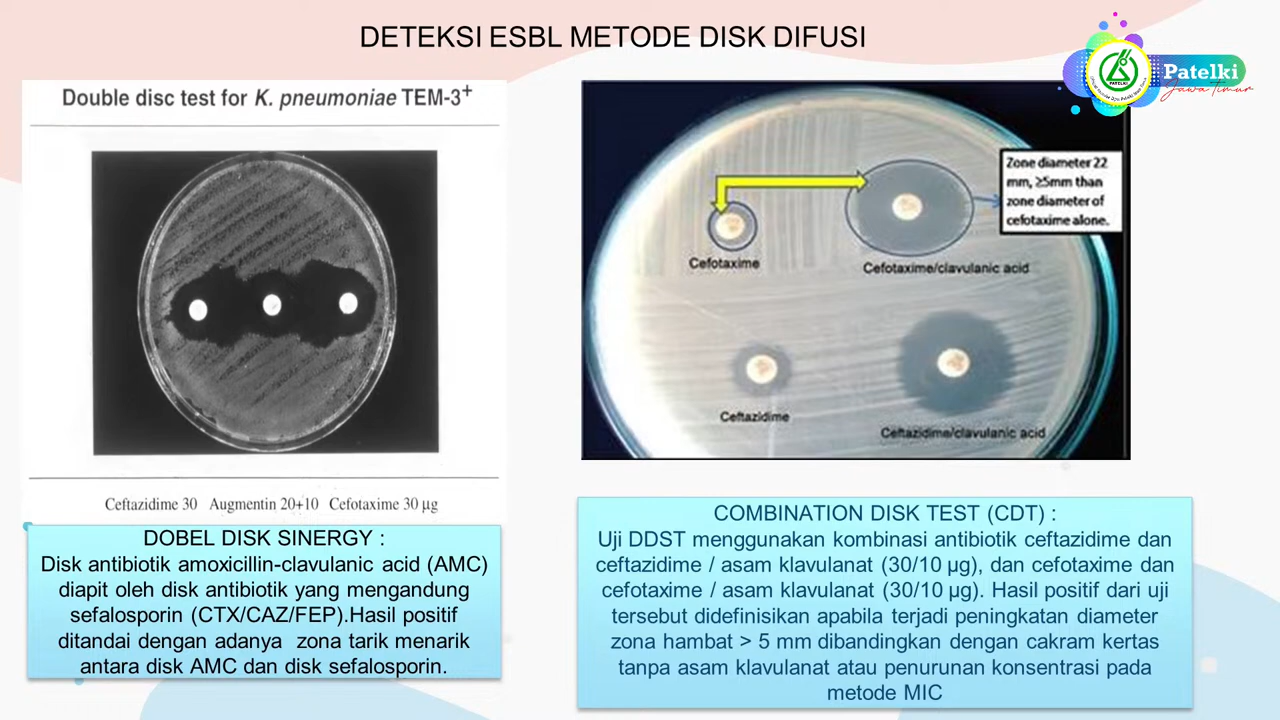 DETEKSI ESBL METODE DISK DIFUSI
Patelki
Jawa Timur
PATELKI
Double disc test for K. pneumoniae TEM-3+
Ceftazidime 30 Augmentin 20+10 Cefotaxime 30 µg
DOBEL DISK SINERGY :
Disk antibiotik amoxicillin-clavulanic acid (AMC)
diapit oleh disk antibiotik yang mengandung
sefalosporin (CTX/CAZ/FEP).Hasil positif
ditandai dengan adanya zona tarik menarik
antara disk AMC dan disk sefalosporin.
Zone diameter 22
mm, ≥5mm than
zone diameter of
cefotaxime alone.
Cefotaxime
Cefotaxime/clavulanic acid
Ceftazidime
Ceftazidime/clavulanic acid
COMBINATION DISK TEST (CDT) :
Uji DDST menggunakan kombinasi antibiotik ceftazidime dan
ceftazidime / asam klavulanat (30/10 µg), dan cefotaxime dan
cefotaxime / asam klavulanat (30/10 µg). Hasil positif dari uji
tersebut didefinisikan apabila terjadi peningkatan diameter
zona hambat > 5 mm dibandingkan dengan cakram kertas
tanpa asam klavulanat atau penurunan konsentrasi pada
metode MIC